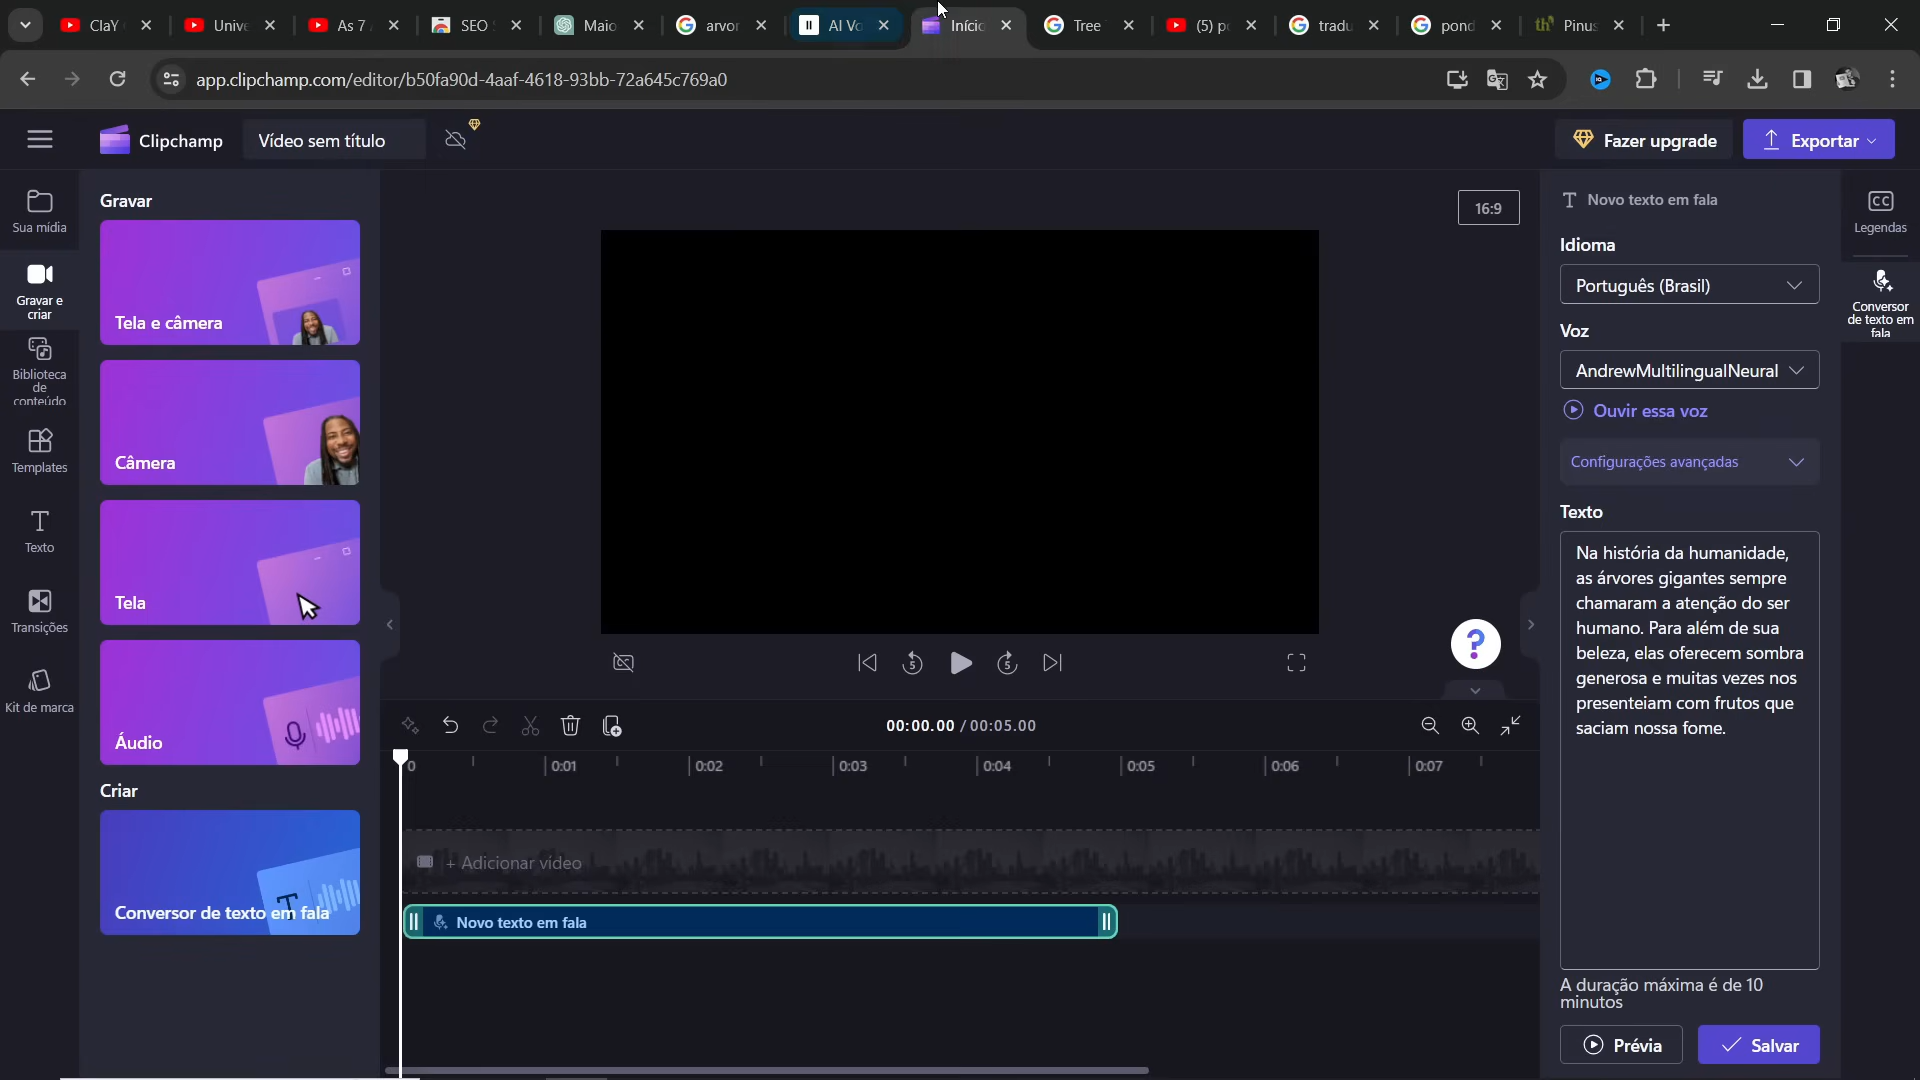 ClaY
Unive
As 7
SEO
Maio
arvor
AI Vo
Início
Tree
(5) p
tradu
pond
Pinus
app.clipchamp.com/editor/b50fa90d-4aaf-4618-93bb-72a645c769a0
Clipchamp
Vídeo sem título
Fazer upgrade
Exportar
Sua mídia
Gravar e
criar
Biblioteca
de
conteúdo
Templates
Texto
Transições
Kit de marca
Gravar
Tela e câmera
Câmera
Tela
Áudio
Criar
Conversor de texto em fala
16:9
00:00.00 / 00:05.00
0
0:01
0:02
0:03
0:04
0:05
0:06
0:07
+ Adicionar vídeo
Novo texto em fala
Novo texto em fala
Idioma
Português (Brasil)
Voz
AndrewMultilingualNeural
Ouvir essa voz
Configurações avançadas
Texto
Na história da humanidade,
as árvores gigantes sempre
chamaram a atenção do ser
humano. Para além de sua
beleza, elas oferecem sombra
generosa e muitas vezes nos
presenteiam com frutos que
saciam nossa fome.
A duração máxima é de 10
minutos
Prévia
Salvar
CC
Legendas
Conversor
de texto em
fala